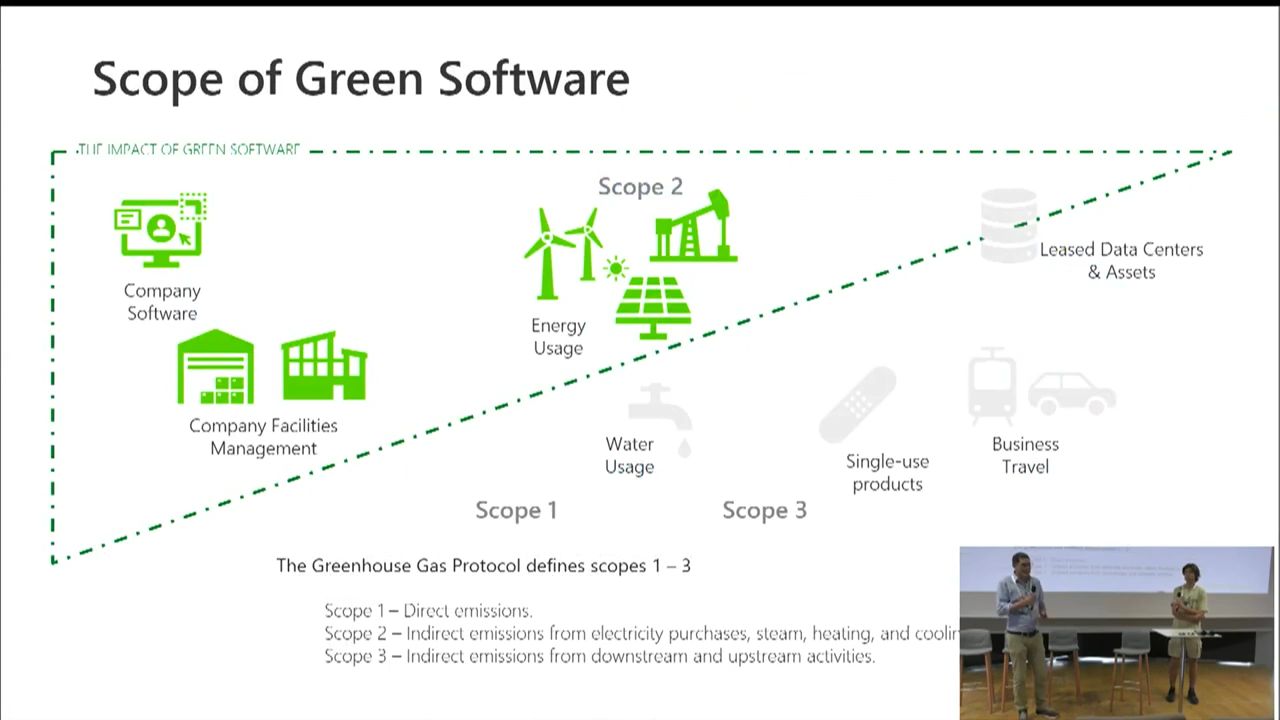 Scope of Green Software
THE IMPACT OF GREEN SOFTWARE
Scope 2
Company
Software
Energy
Usage
Leased Data Centers
& Assets
Company Facilities
Management
Water
Usage
Single-use
products
Business
Travel
Scope 1
Scope 3
The Greenhouse Gas Protocol defines scopes 1 – 3
Scope 1 – Direct emissions.
Scope 2 – Indirect emissions from electricity purchases, steam, heating, and coolin
Scope 3 – Indirect emissions from downstream and upstream activities.